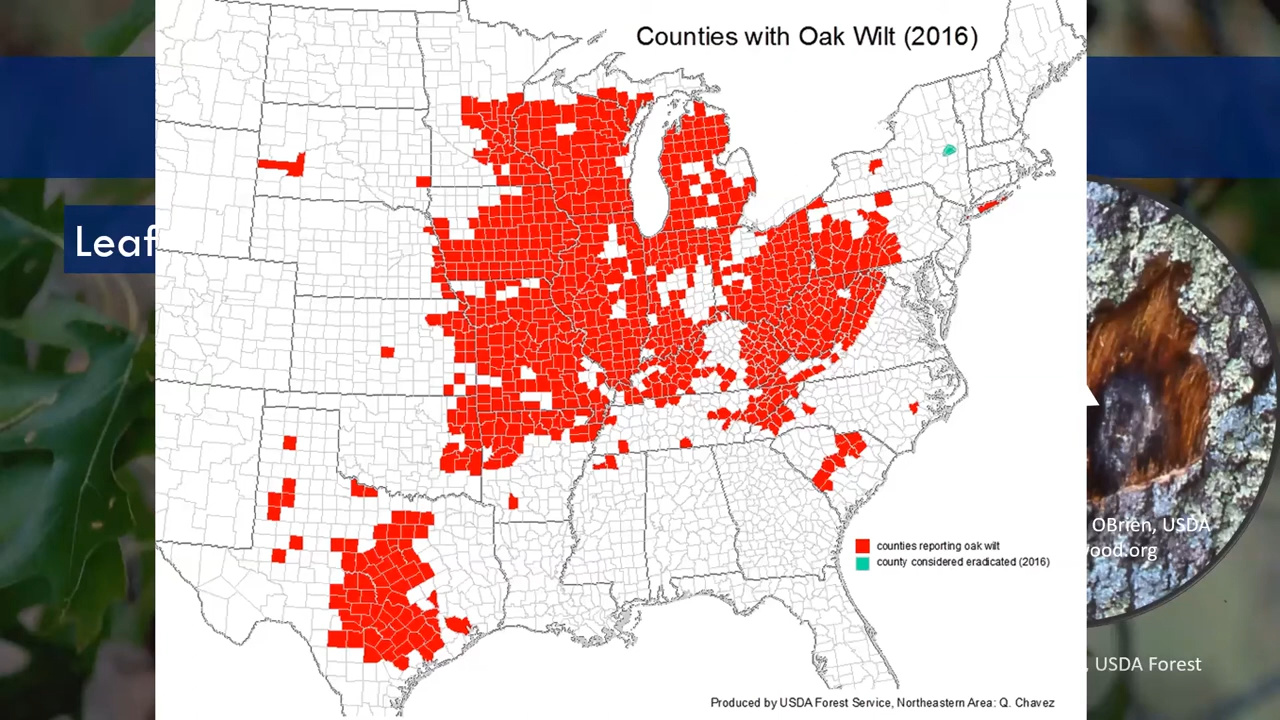 Counties with Oak Wilt (2016)
Leaf
OBrien, USDA
wood.org
counties reporting oak wilt
county considered eradicated (2016)
, USDA Forest
Produced by USDA Forest Service, Northeastern Area: Q. Chavez